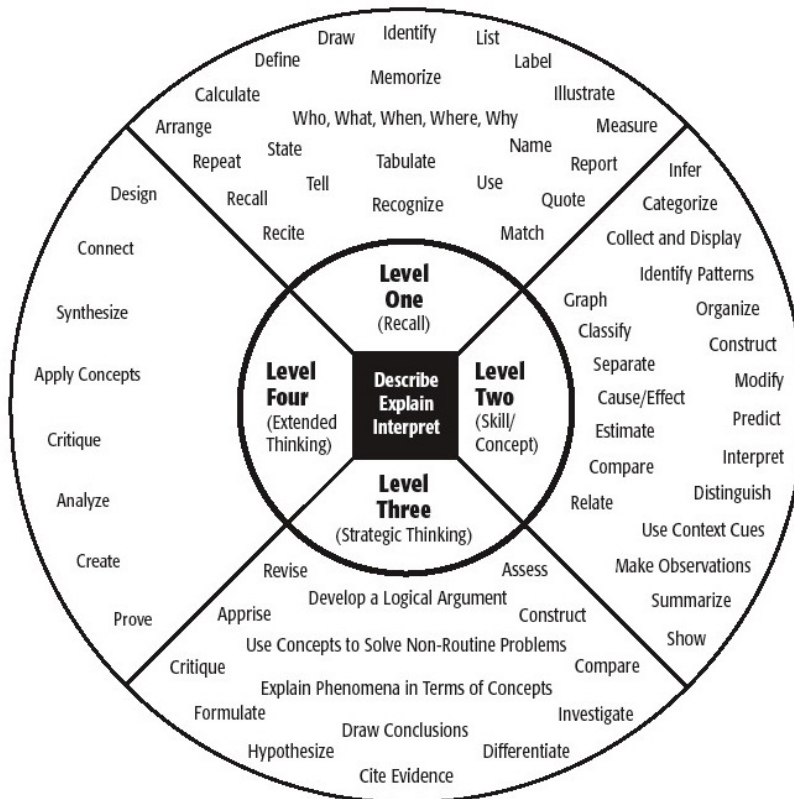 Draw
Identify
List
Define
Label
Memorize
Calculate
Illustrate
Who, What, When, Where, Why
Arrange
Measure
State
Name
Repeat
Tabulate
Report
Tell
Use
Recall
Quote
Recognize
Recite
Match
Infer
Categorize
Collect and Display
Identify Patterns
Graph
Organize
Classify
Construct
Separate
Modify
Cause/Effect
Predict
Estimate
Interpret
Compare
Distinguish
Relate
Use Context Cues
Make Observations
Summarize
Show
Revise
Assess
Develop a Logical Argument
Apprise
Construct
Use Concepts to Solve Non-Routine Problems
Critique
Compare
Explain Phenomena in Terms of Concepts
Formulate
Investigate
Draw Conclusions
Hypothesize
Differentiate
Cite Evidence
Design
Connect
Synthesize
Apply Concepts
Critique
Analyze
Create
Prove
Level
One
(Recall)
Level
Two
(Skill/
Concept)
Level
Three
(Strategic Thinking)
Level
Four
(Extended
Thinking)
Describe
Explain
Interpret